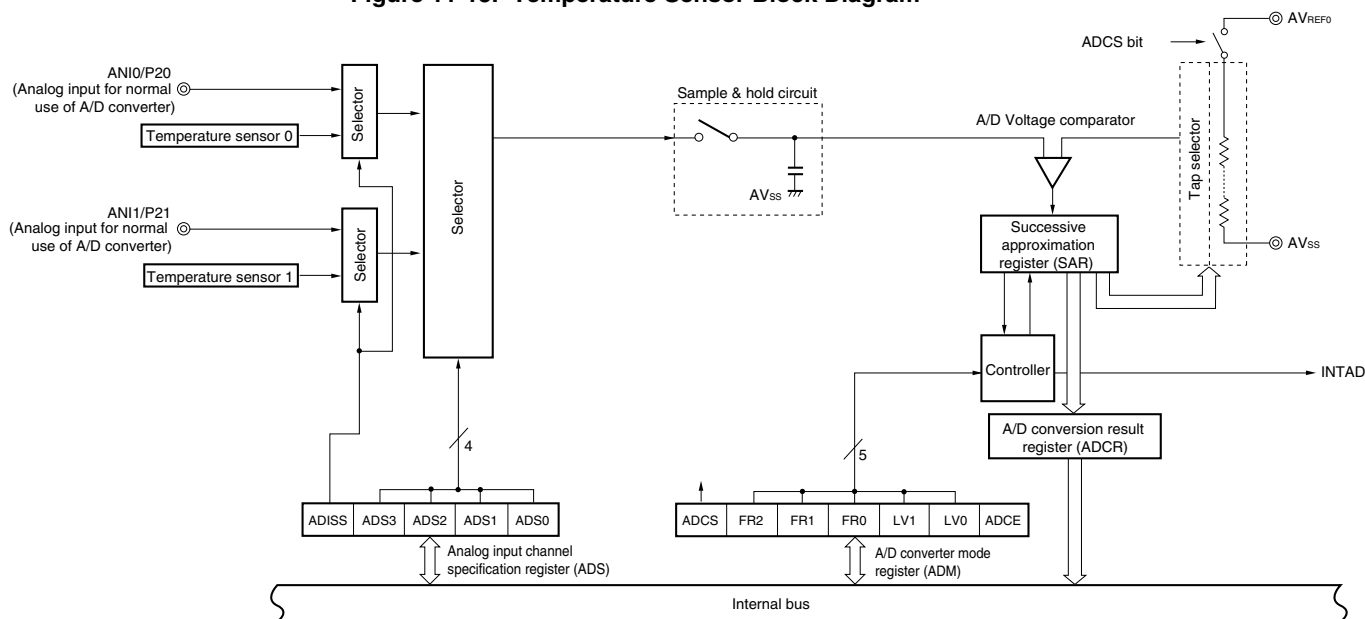 Figure 11-18. Temperature Sensor Block Diagram
AVREF0
ADCS bit
ANI0/P20
(Analog input for normal
use of A/D converter)
Selector
Temperature sensor 0
Selector
Sample & hold circuit
AVSS
A/D Voltage comparator
Tap selector
ANI1/P21
(Analog input for normal
use of A/D converter)
Selector
Temperature sensor 1
Successive
approximation
register (SAR)
AVSS
Controller
INTAD
A/D conversion result
register (ADCR)
4
5
ADISS ADS3 ADS2 ADS1 ADS0
ADCS FR2 FR1 FR0 LV1 LV0 ADCE
Analog input channel
specification register (ADS)
A/D converter mode
register (ADM)
Internal bus